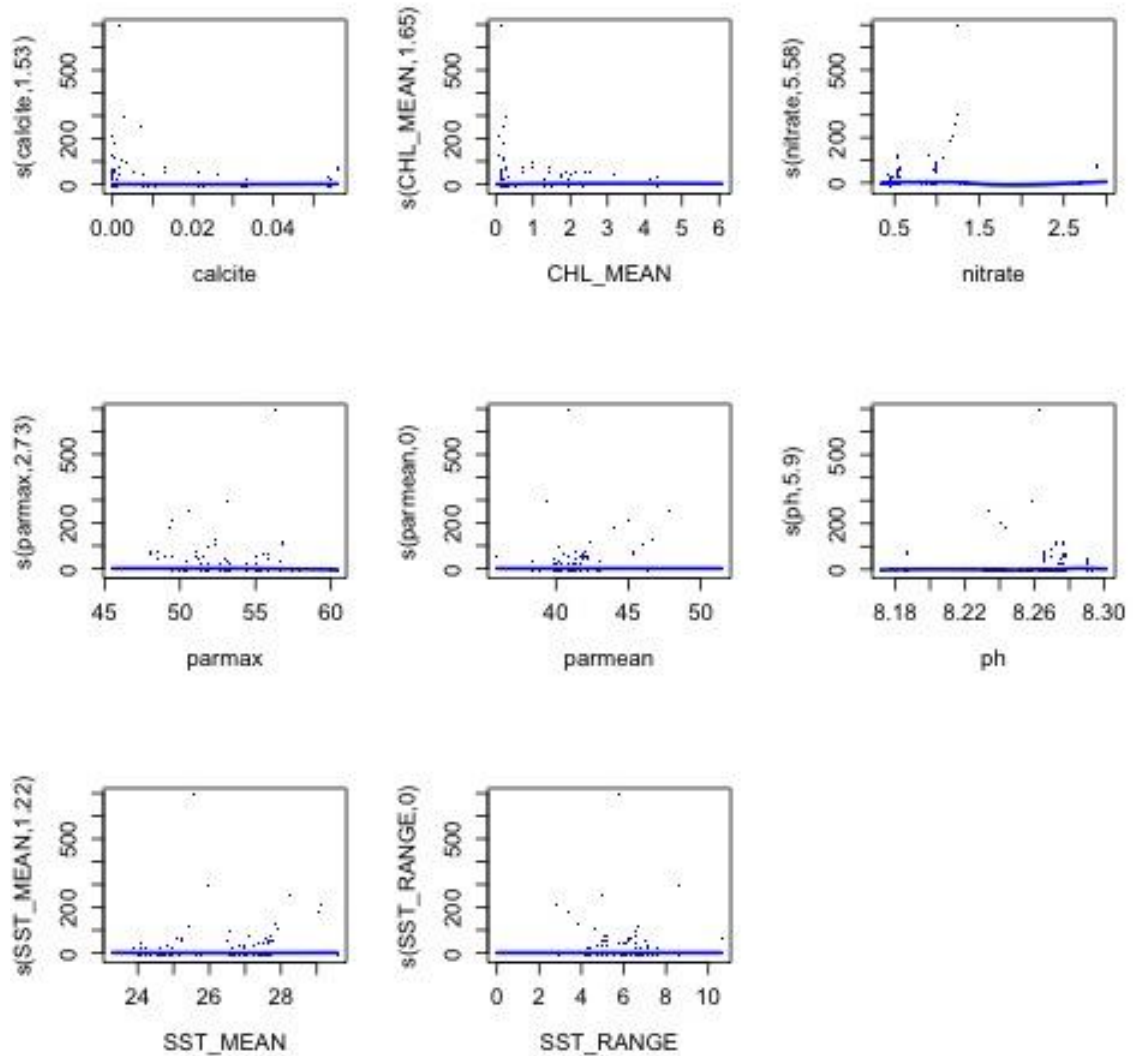 s(calcite,1.53)
0 200 500
0.00 0.02 0.04
calcite
s(CHL_MEAN,1.65)
0 200 500
0 1 2 3 4 5 6
CHL_MEAN
s(nitrate,5.58)
0 200 500
0.5 1.5 2.5
nitrate
s(parmax,2.73)
0 200 500
45 50 55 60
parmax
s(parmean,0)
0 200 500
40 45 50
parmean
s(ph,5.9)
0 200 500
8.18 8.22 8.26 8.30
ph
s(SST_MEAN,1.22)
0 200 500
24 26 28
SST_MEAN
s(SST_RANGE,0)
0 200 500
0 2 4 6 8 10
SST_RANGE